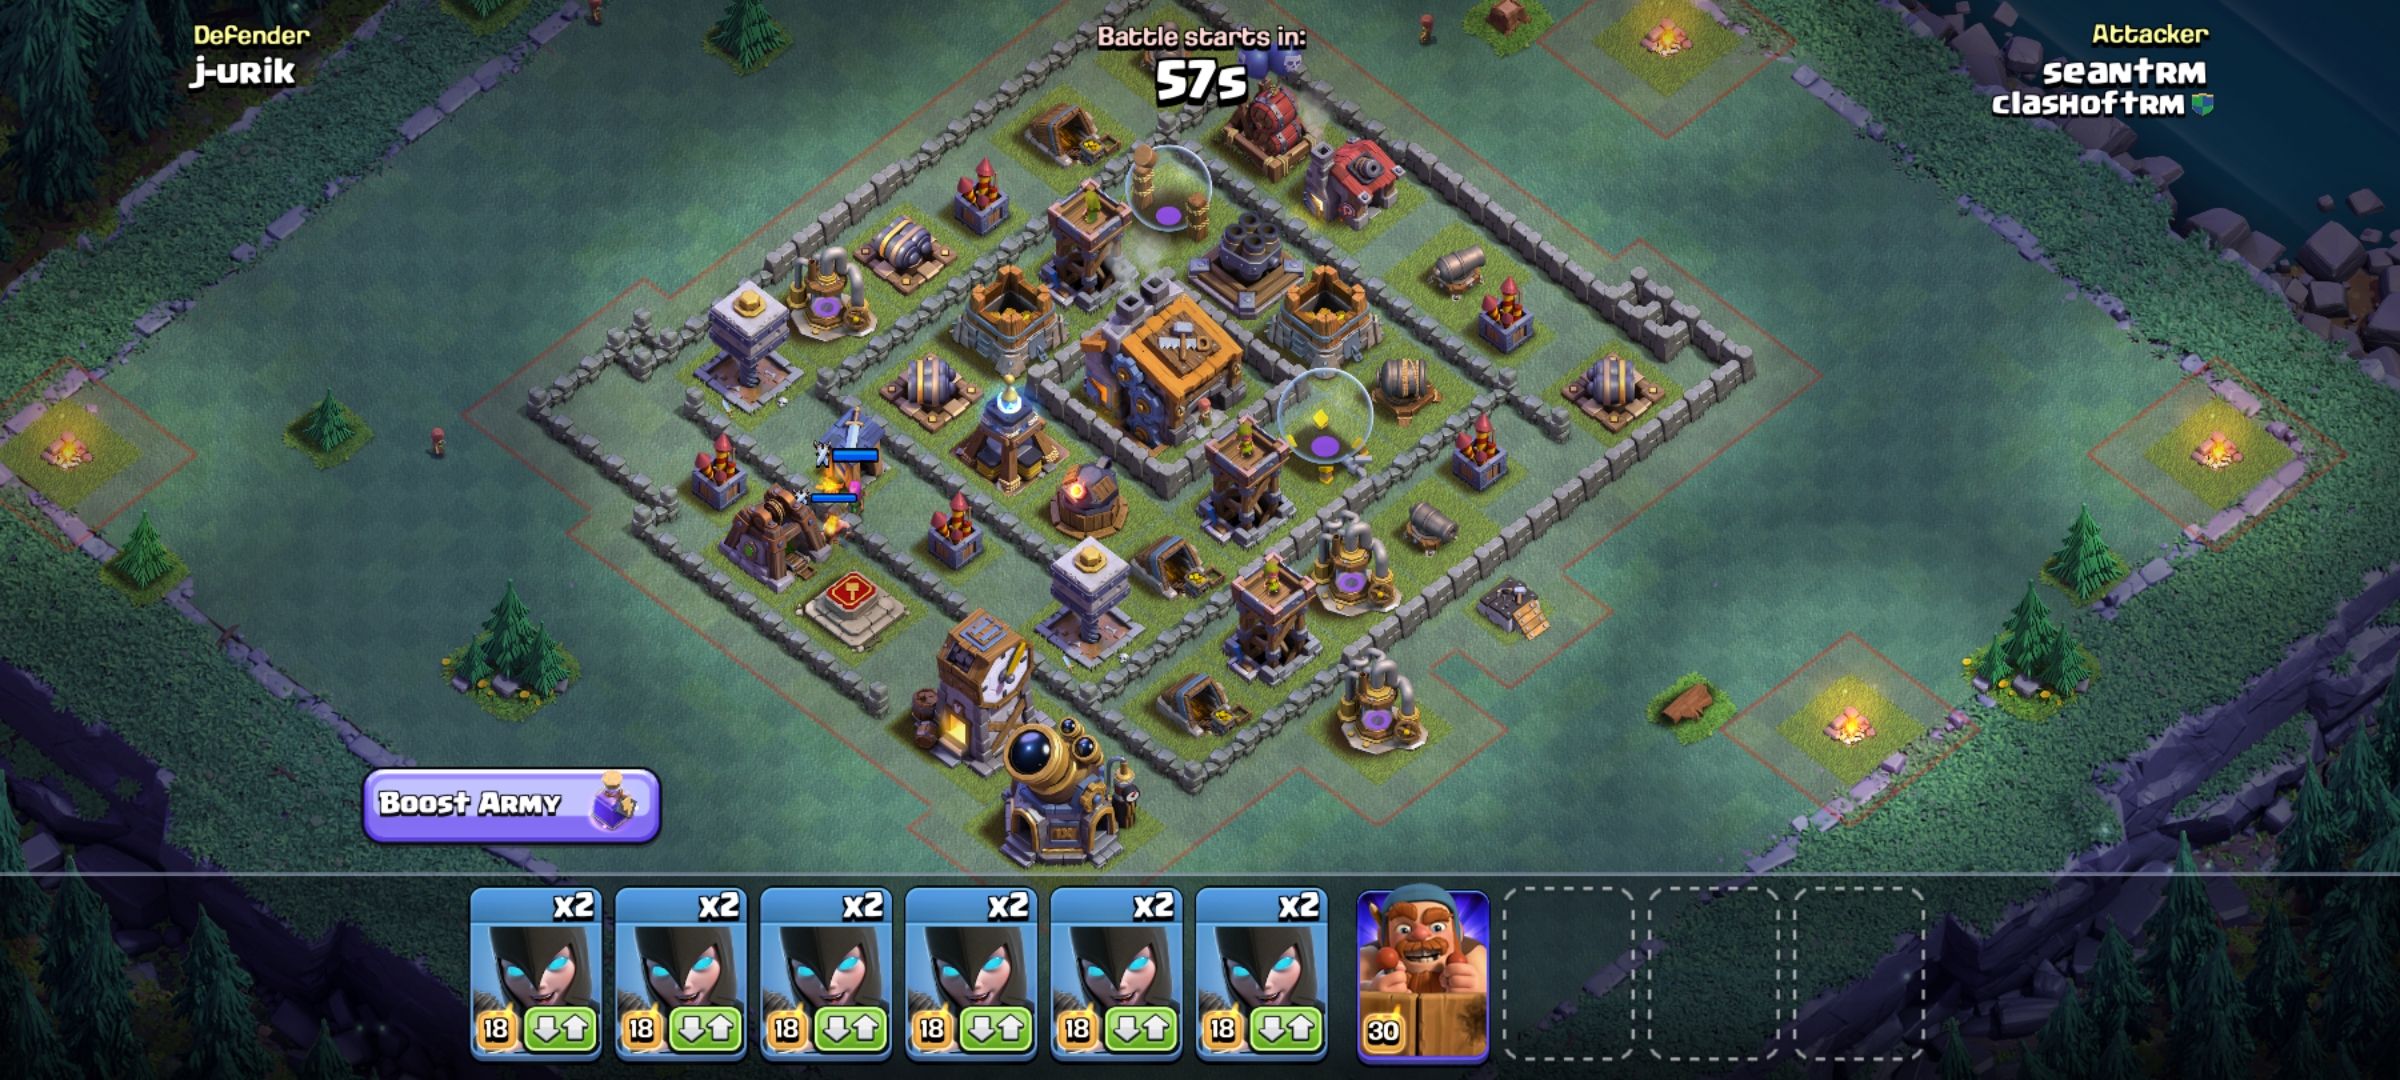 Defender
j-uRik
Battle starts in:
57s
Attacker
seantRM
clashoftRM
Boost Army
x2
x2
x2
x2
x2
x2
18
18
18
18
18
18
30